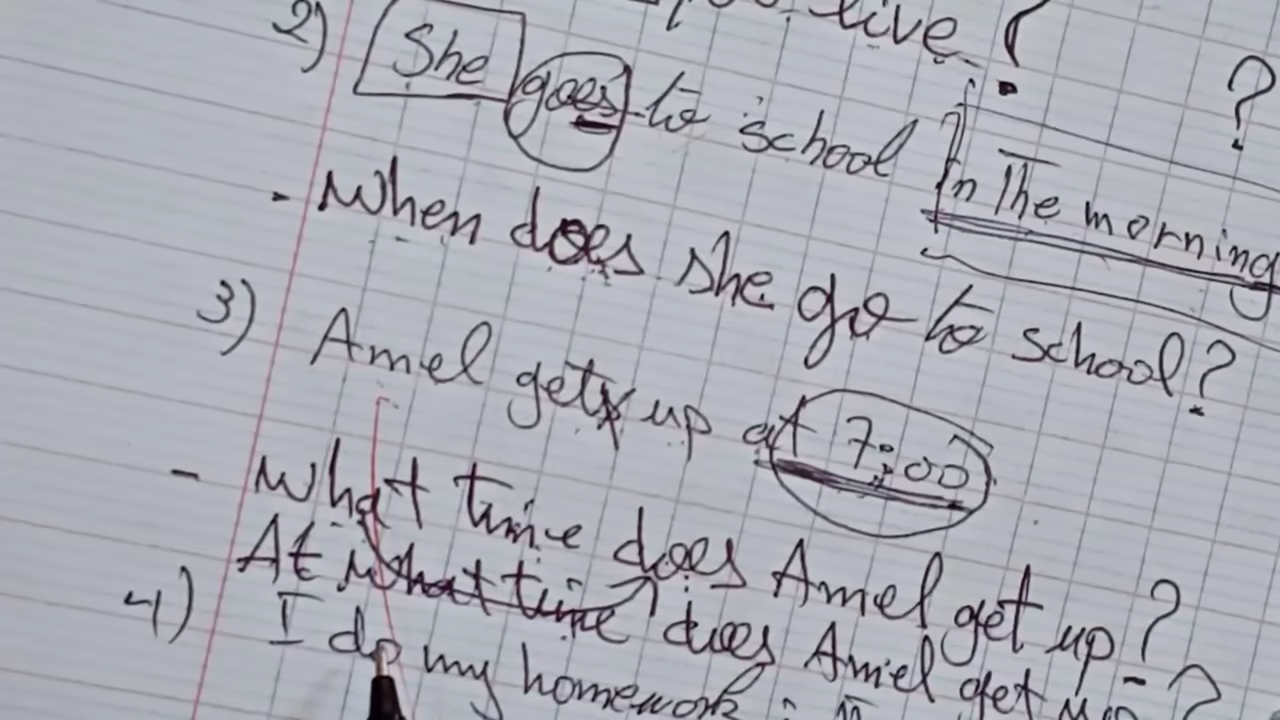 live ?
?
2) She goes to school In The morning
- When does she go to school?
3) Amel gets up at 7:00
- What time does Amel get up?
At what time does Amel get up?
4) I do my homework